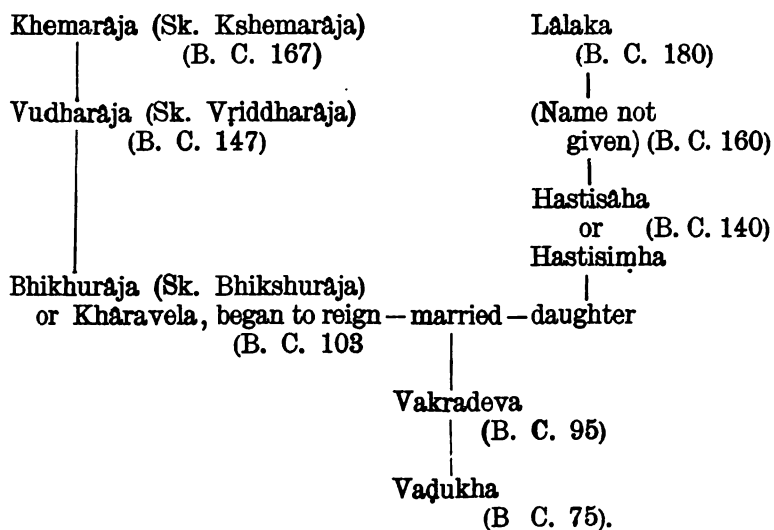 Khemarâja (Sk. Kshemarâja)
(B. C. 167)
Vudharâja (Sk. Vṛiddharâja)
(B. C. 147)
Lâlaka
(B. C. 180)
(Name not
given) (B. C. 160)
Hastisâha
or (B. C. 140)
Hastisiṃha
Bhikhurâja (Sk. Bhikshurâja)
or Khâravela, began to reign — married — daughter
(B. C. 103
Vakradeva
(B. C. 95)
Vaḍukha
(B C. 75).